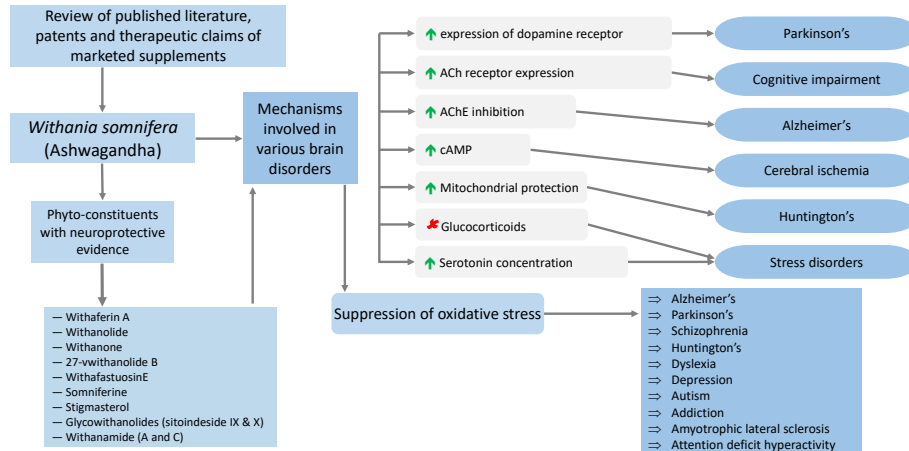 Review of published literature,
patents and therapeutic claims of
marketed supplements
Withania somnifera
(Ashwagandha)
Phyto-constituents
with neuroprotective
evidence
— Withaferin A
— Withanolide
— Withanone
— 27-vwithanolide B
— WithafastuosinE
— Somniferine
— Stigmasterol
— Glycowithanolides (sitoindeside IX & X)
— Withanamide (A and C)
Mechanisms
involved in
various brain
disorders
expression of dopamine receptor
ACh receptor expression
AChE inhibition
cAMP
Mitochondrial protection
Glucocorticoids
Serotonin concentration
Parkinson's
Cognitive impairment
Alzheimer's
Cerebral ischemia
Huntington's
Stress disorders
Suppression of oxidative stress
⇒ Alzheimer's
⇒ Parkinson's
⇒ Schizophrenia
⇒ Huntington's
⇒ Dyslexia
⇒ Depression
⇒ Autism
⇒ Addiction
⇒ Amyotrophic lateral sclerosis
⇒ Attention deficit hyperactivity